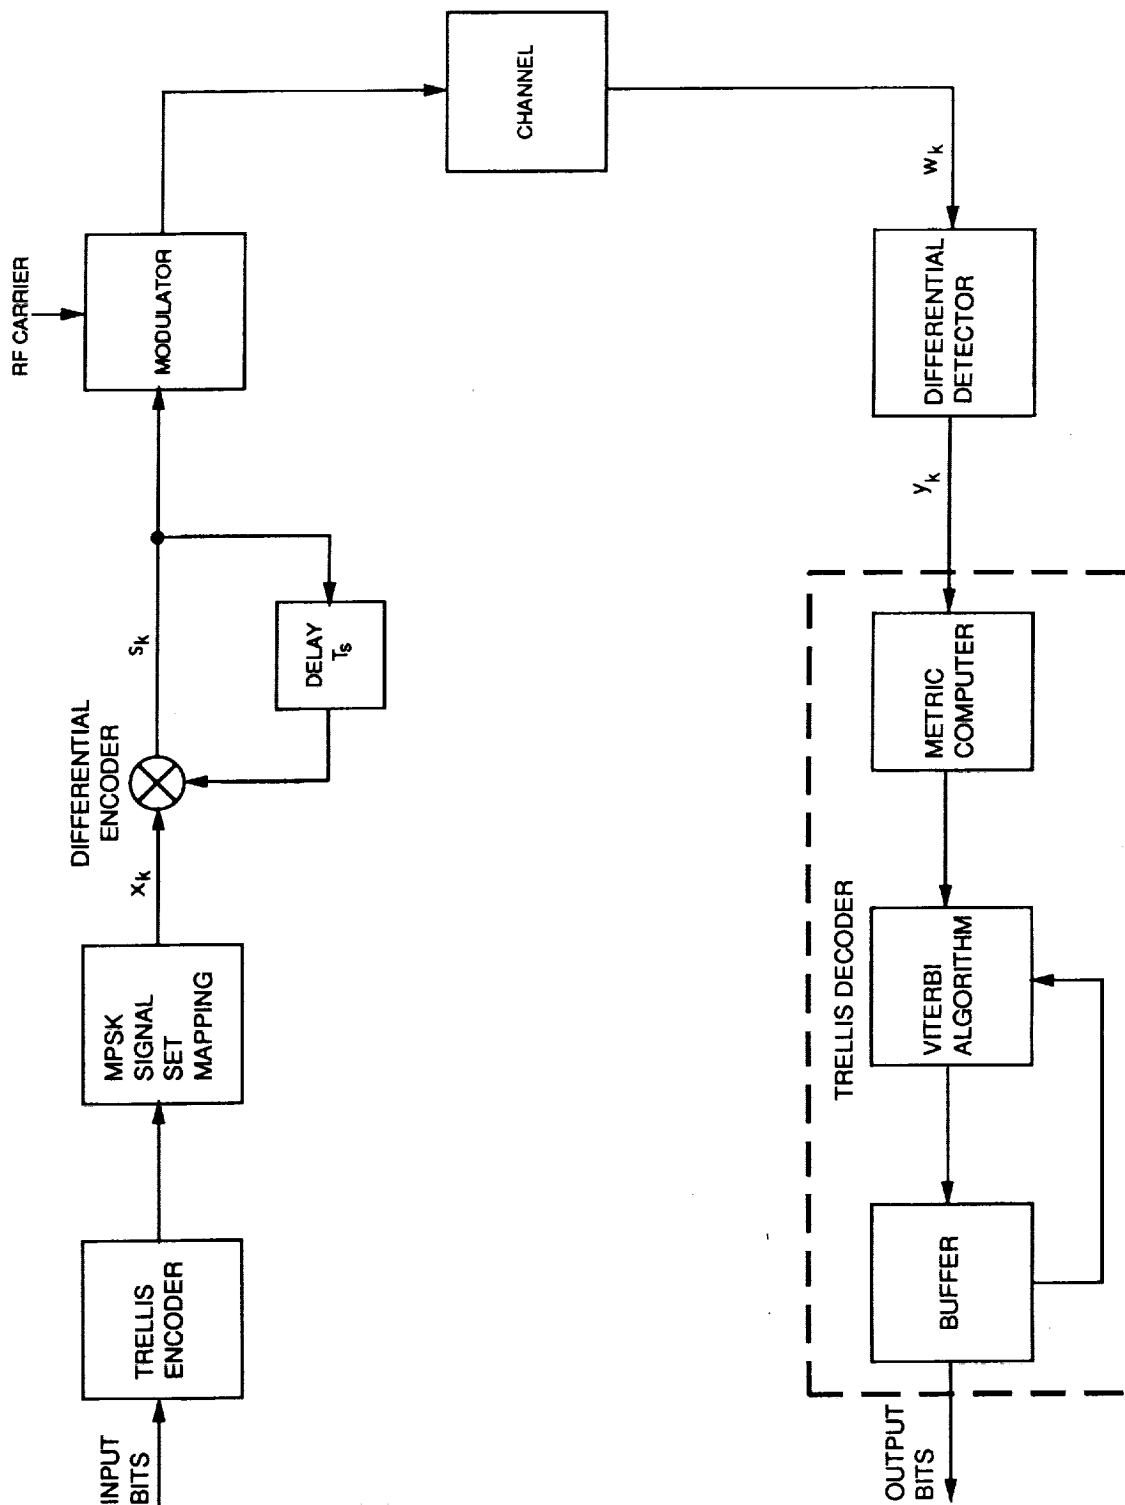 INPUT
BITS
TRELLIS
ENCODER
MPSK
SIGNAL
SET
MAPPING
x_k
DIFFERENTIAL
ENCODER
s_k
DELAY
T_s
RF CARRIER
MODULATOR
CHANNEL
w_k
DIFFERENTIAL
DETECTOR
y_k
TRELLIS DECODER
METRIC
COMPUTER
VITERBI
ALGORITHM
BUFFER
OUTPUT
BITS